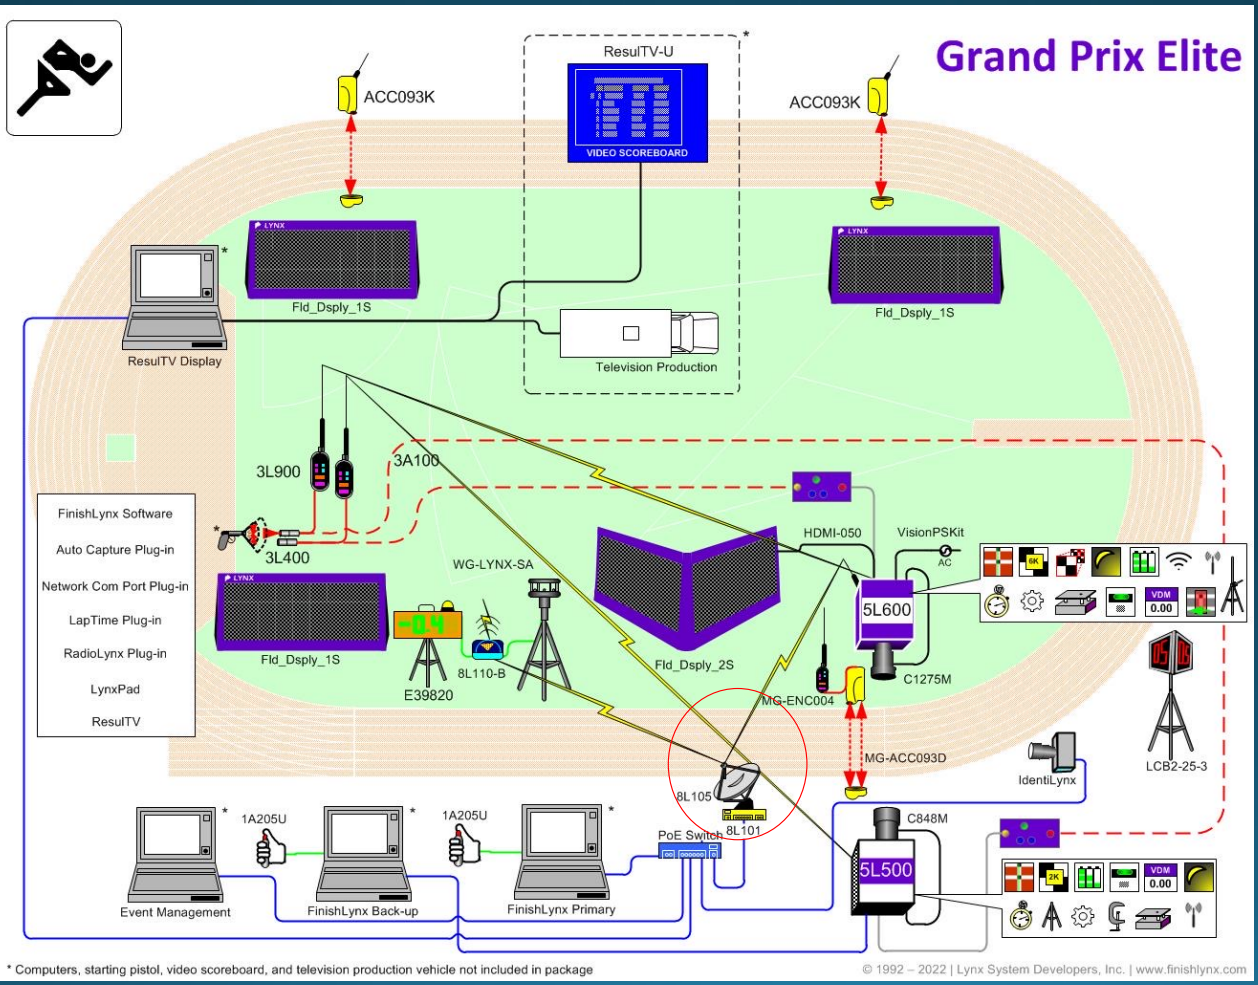 Grand Prix Elite
*
ResulTV-U
VIDEO SCOREBOARD
ACC093K
ACC093K
LYNX
LYNX
Fld_Dsply_1S
Fld_Dsply_1S
*
ResulTV Display
Television Production
3L900
3A100
*
3L400
FinishLynx Software
Auto Capture Plug-in
Network Com Port Plug-in
LapTime Plug-in
RadioLynx Plug-in
LynxPad
ResulTV
HDMI-050
VisionPSKit
AC
WG-LYNX-SA
LYNX
Fld_Dsply_1S
-0.4
8L110-B
E39820
Fld_Dsply_2S
5L600
C1275M
6K
VDM
0.00
MG-ENC004
MG-ACC093D
LCB2-25-3
IdentiLynx
8L105
8L101
PoE Switch
*
1A205U
*
1A205U
*
Event Management
FinishLynx Back-up
FinishLynx Primary
C848M
5L500
2K
VDM
0.00
* Computers, starting pistol, video scoreboard, and television production vehicle not included in package
© 1992 – 2022 | Lynx System Developers, Inc. | www.finishlynx.com